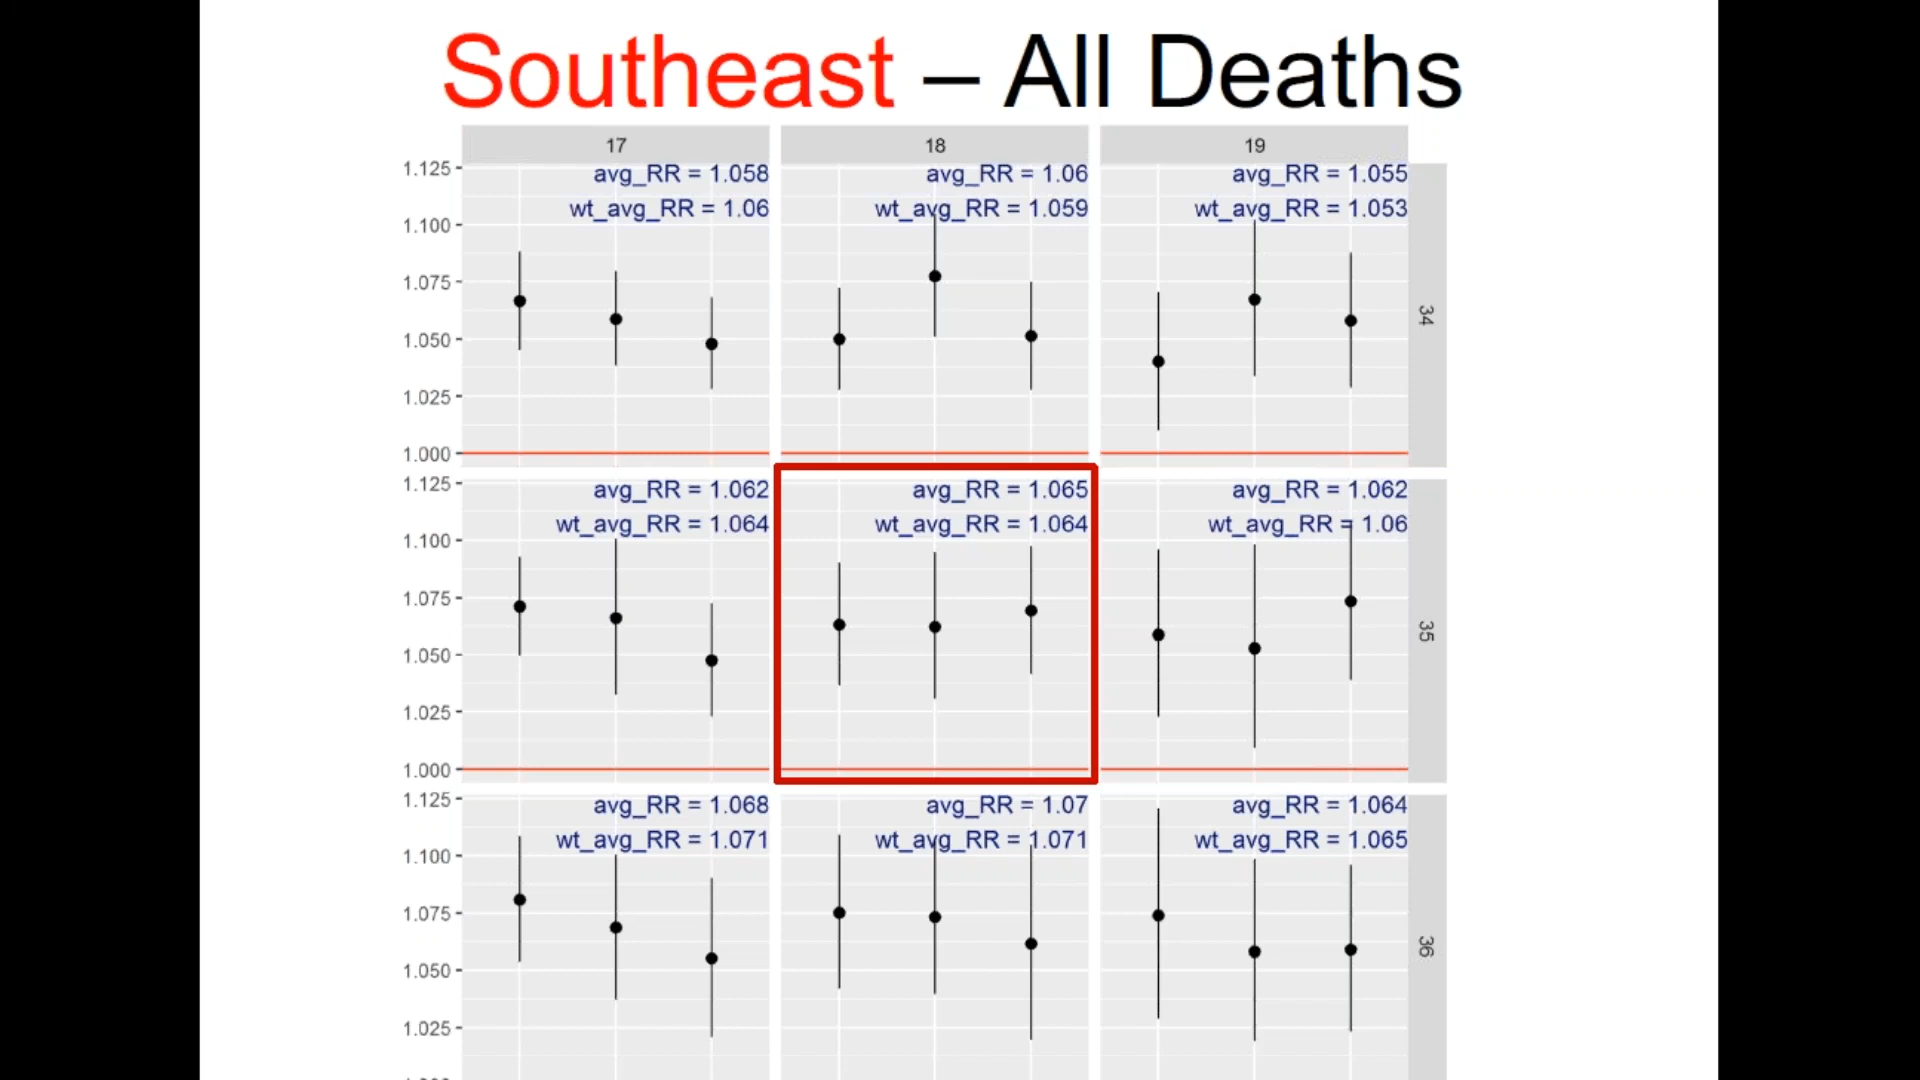 Southeast – All Deaths
17 18 19
1.125 avg_RR = 1.058 avg_RR = 1.06 avg_RR = 1.055
wt_avg_RR = 1.06 wt_avg_RR = 1.059 wt_avg_RR = 1.053
1.100
1.075
34
1.050
1.025
1.000
1.125 avg_RR = 1.062 avg_RR = 1.065 avg_RR = 1.062
wt_avg_RR = 1.064 wt_avg_RR = 1.064 wt_avg_RR = 1.06
1.100
1.075
35
1.050
1.025
1.000
1.125 avg_RR = 1.068 avg_RR = 1.07 avg_RR = 1.064
wt_avg_RR = 1.071 wt_avg_RR = 1.071 wt_avg_RR = 1.065
1.100
1.075
36
1.050
1.025